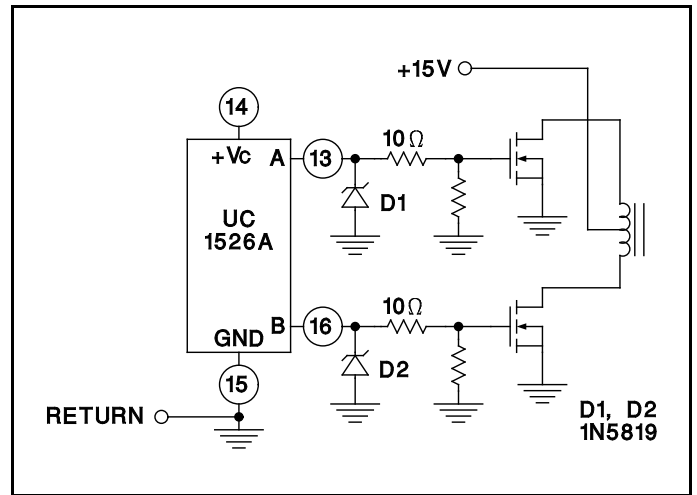 +15V
14
10Ω
+VC
A
13
D1
UC
1526A
10Ω
B
16
GND
D2
15
RETURN
D1, D2
1N5819